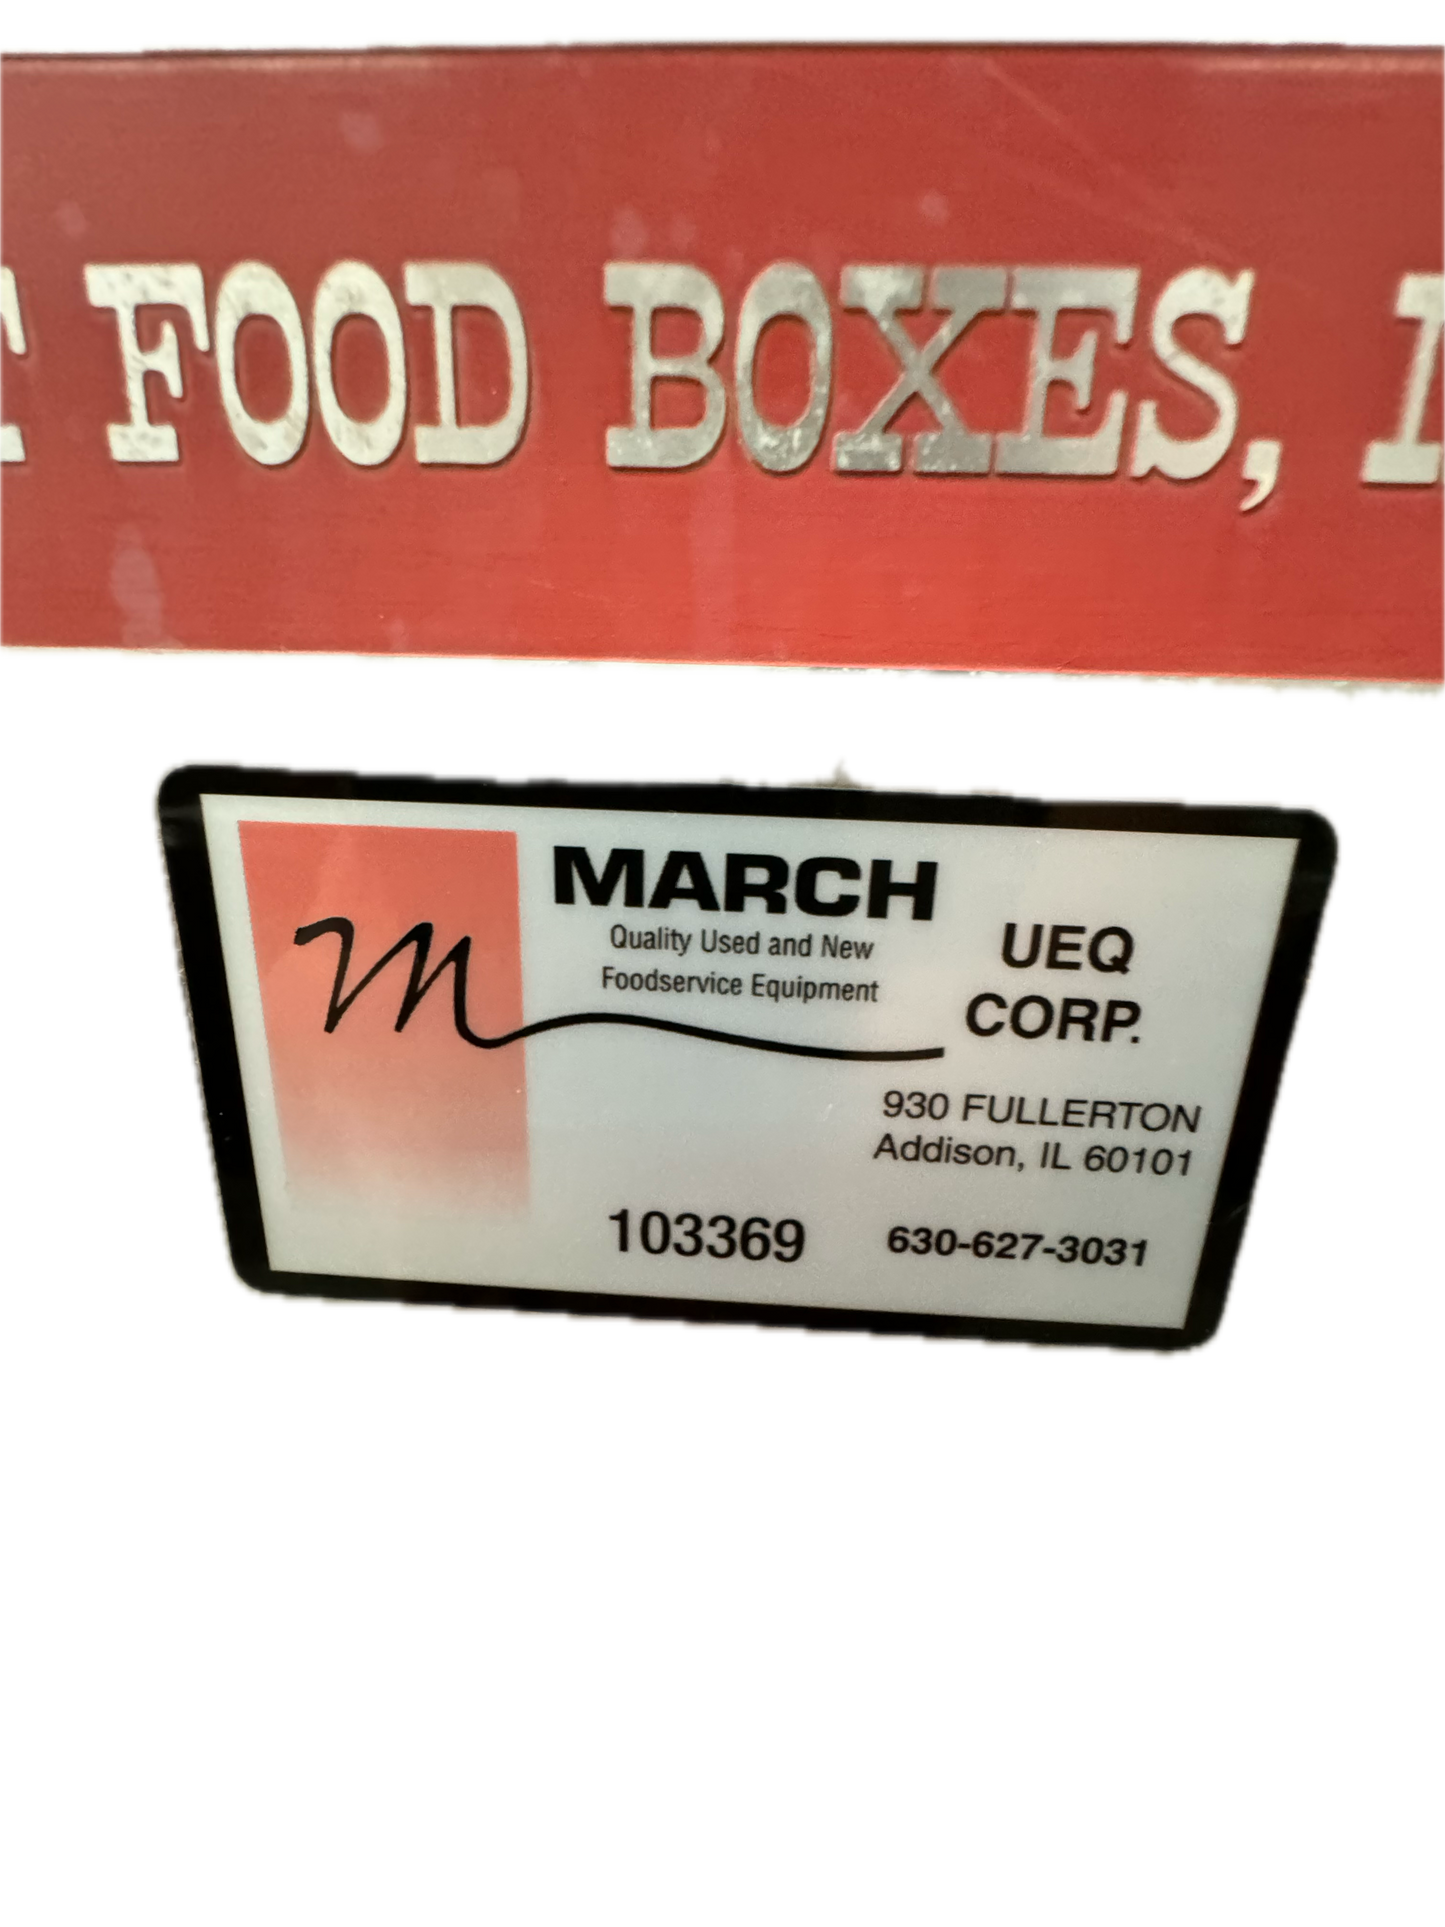 FOOD BOXES,
MARCH
Quality Used and New
Foodservice Equipment
m
UEQ
CORP.
930 FULLERTON
Addison, IL 60101
103369
630-627-3031